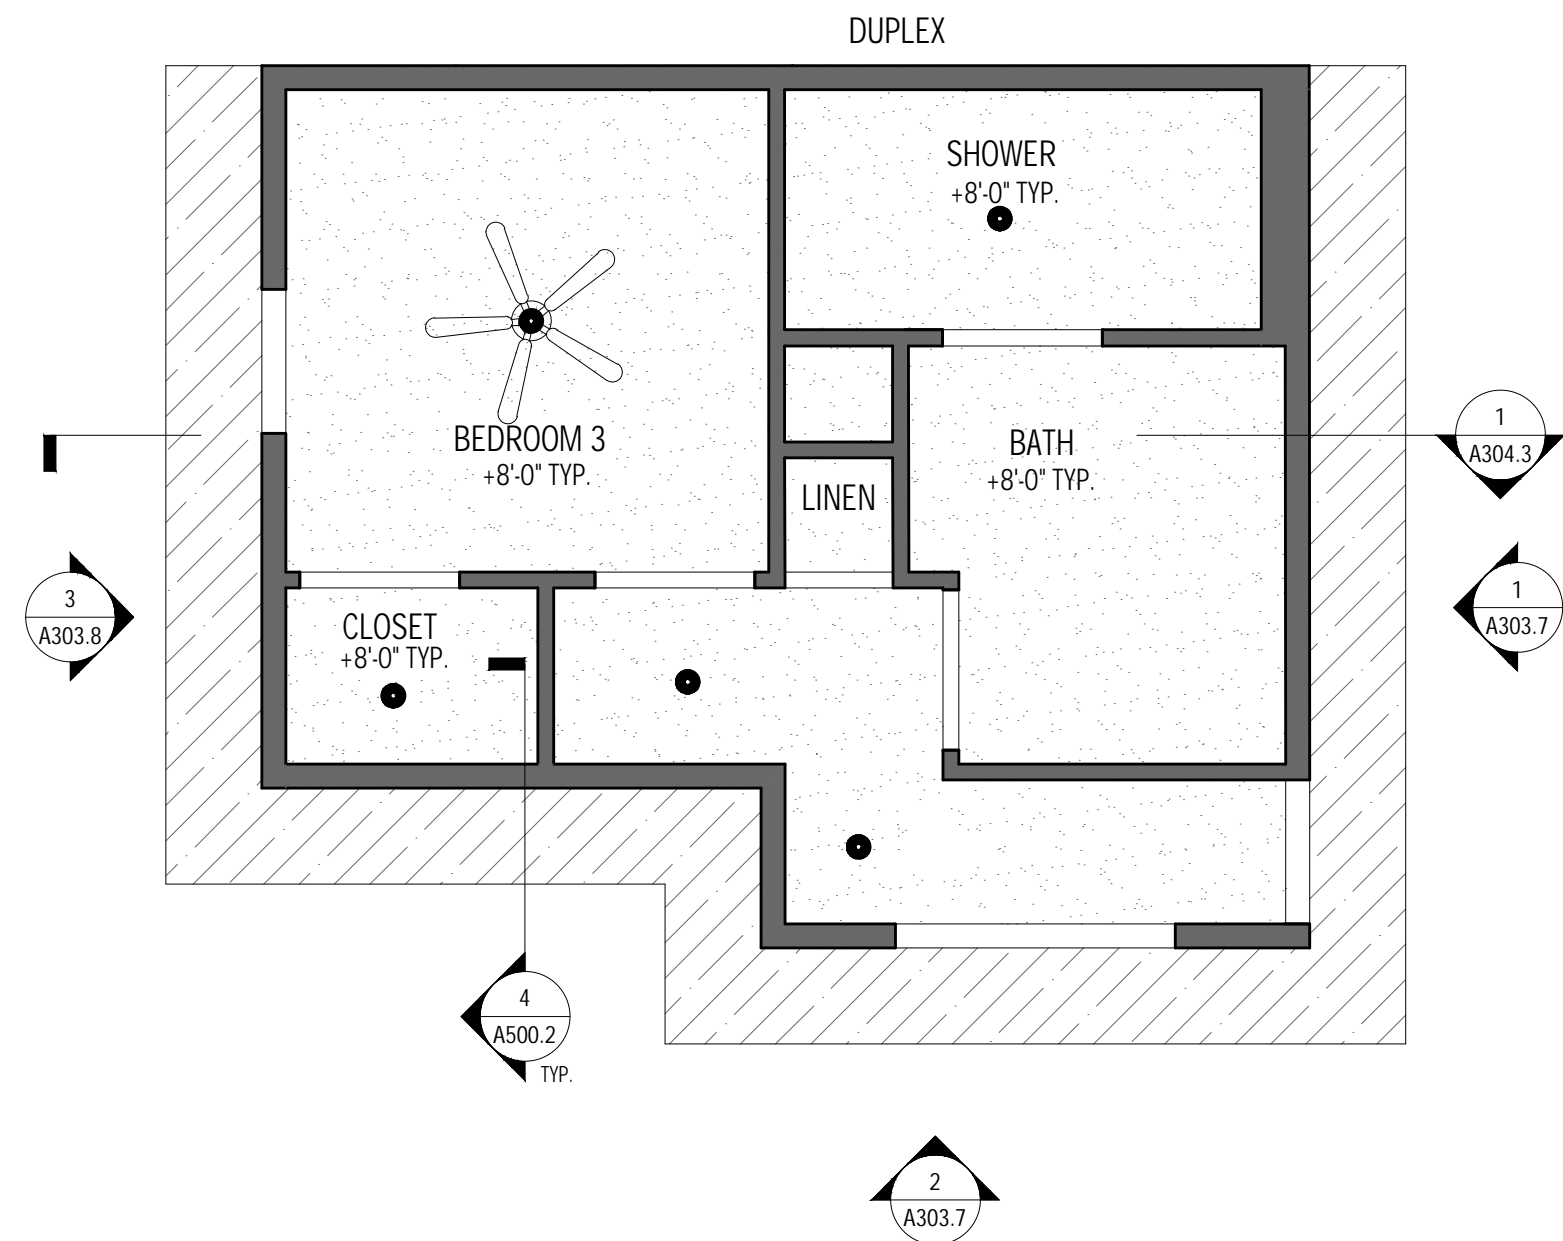 DUPLEX
SHOWER
+8'-0" TYP.
BEDROOM 3
+8'-0" TYP.
BATH
+8'-0" TYP.
LINEN
1
A304.3
CLOSET
+8'-0" TYP.
3
A303.8
1
A303.7
4
A500.2
TYP.
2
A303.7